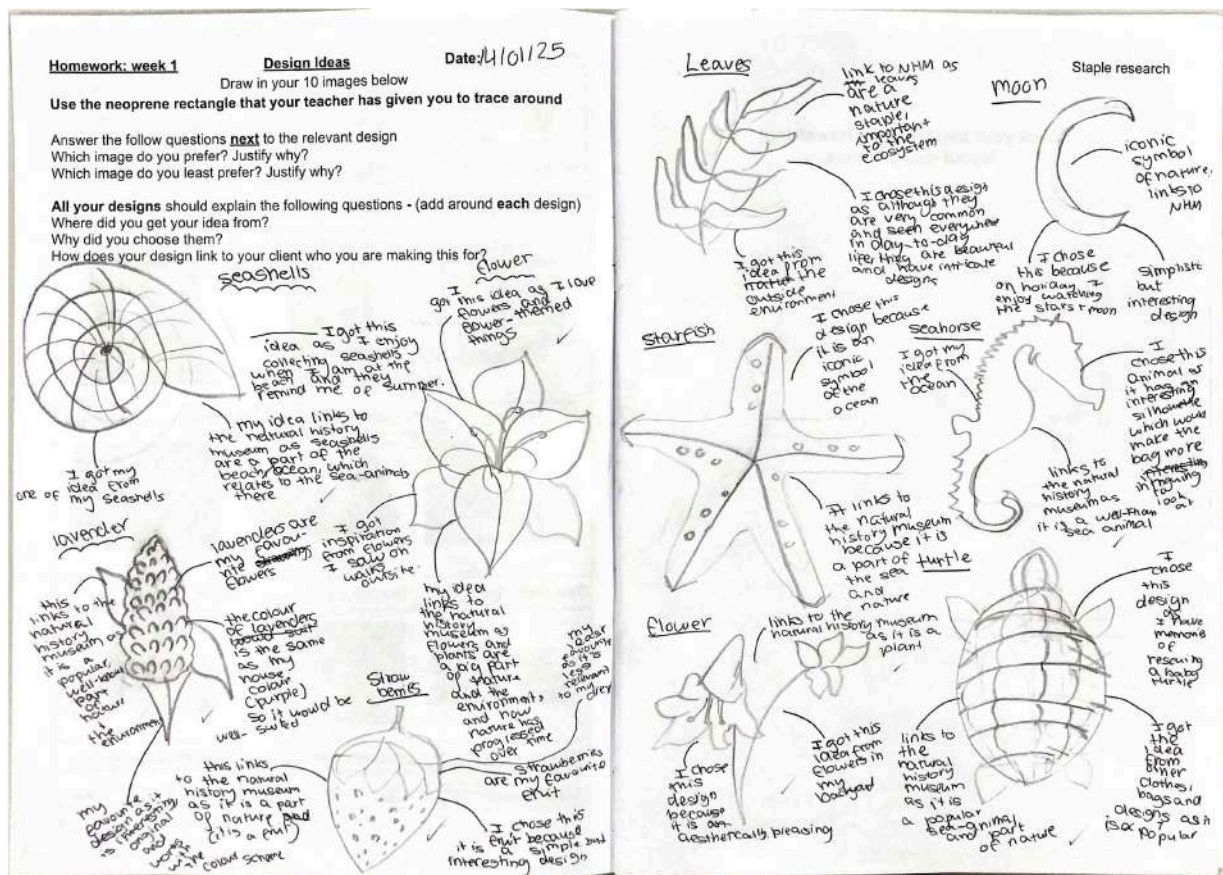 Homework: week 1
Design Ideas
Date: 14/01/25
Draw in your 10 images below
Use the neoprene rectangle that your teacher has given you to trace around
Answer the follow questions next to the relevant design
Which image do you prefer? Justify why?
Which image do you least prefer? Justify why?
All your designs should explain the following questions - (add around each design)
Where did you get your idea from?
Why did you choose them?
How does your design link to your client who you are making this for?
seashells
I got this
idea as I enjoy
collecting seashells
when I am at the
beach and they
remind me of summer.
my idea links to
the natural history
museum as seashells
are a part of the
beach/ocean, which
relates to the sea-animals
there
I got my
idea from
one of my seashells
flower
I
got this idea as I love
flowers and
flower-themed
things
I got
inspiration
from flowers
I saw on
walks
outside.
my idea
links to
the natural
history
museum as
flowers and
plants are
a big part
of nature
and the
environment,
and how
nature has
progressed
over time
lavender
lavenders are
my favou-
rite
flowers
this
links to the
natural
history
museum as
it is a
popular,
well-known
part
of
nature
+
the
environment
the colour
of lavenders
is the same
as my
house
colour
(purple)
so it would be
well-suited
my
favourite
design as it
is interesting
and original
works
with
the colour scheme
Straw
berries
my
least
favourite
as it is
less
relevant
to my
strawberries
are my favourite
fruit
this links
to the natural
history museum
as it is a part
of nature
(it is a fruit)
I chose this
fruit because
it is a simple but
interesting design
Staple research
Leaves
link to NHM as
leaves
are a
nature
staple,
important
to the
ecosystem
I chose this design
as although they
are very common
and seen everywhere
in day-to-day
life, they are beautiful
and have intricate
designs
I got this
idea from
nature/the
outside
environment
moon
iconic
symbol
of nature,
links to
NHM
I chose
this because
on holiday I
enjoy watching
the stars + moon
simplistic
but
interesting
design
starfish
I chose this
design because
it is an
iconic
symbol
of the
ocean
It links to
the natural
history museum
because it is
a part of
the sea
and
nature
seahorse
I got my
idea from
the
ocean
I
chose this
animal as
it has an
interesting
silhouette
which would
make the
bag more
intriguing
to
look
at
links to
the natural
history
museum as
it is a well-known
sea animal
flower
links to the
natural history museum
as it is a
plant
I chose
this
design
because
it is
aesthetically pleasing
I got this
idea from
flowers in
my
backyard
turtle
I
chose
this
design
as
I have
memories
of
rescuing
a baby
turtle
links to
the
natural
history
museum
as it is
a popular
sea-animal
and part
of nature
I got
the
idea
from
other
clothes,
bags and
designs as it
is a popular